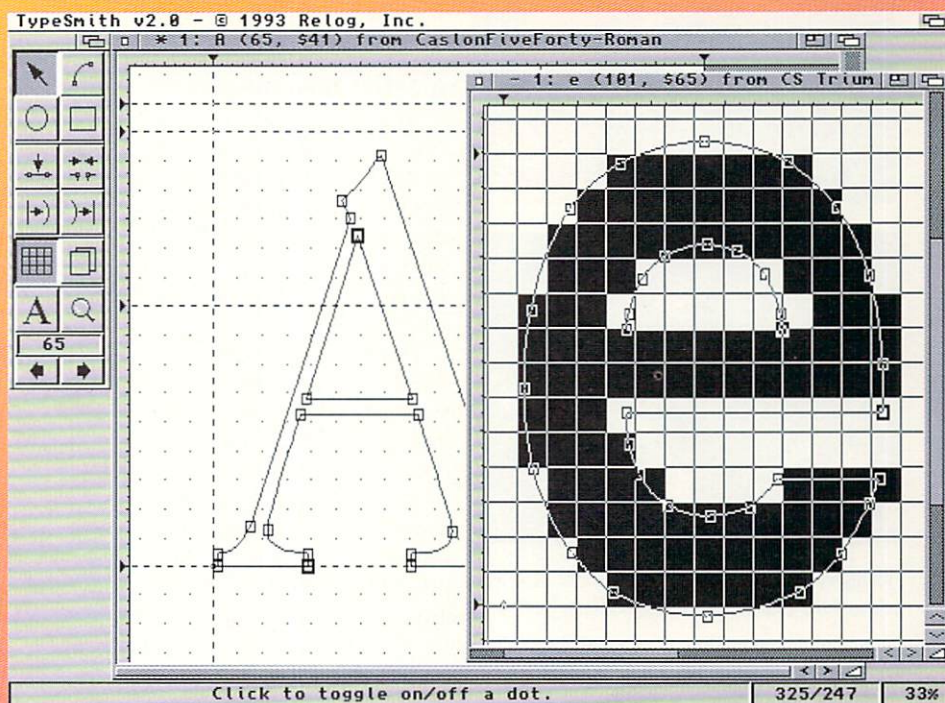 TypeSmith v2.0 - © 1993 Relog, Inc.
* 1: A (65, $41) from CaslonFiveForty-Roman
- 1: e (101, $65) from CS Trium
A
65
Click to toggle on/off a dot.
325/247
33%